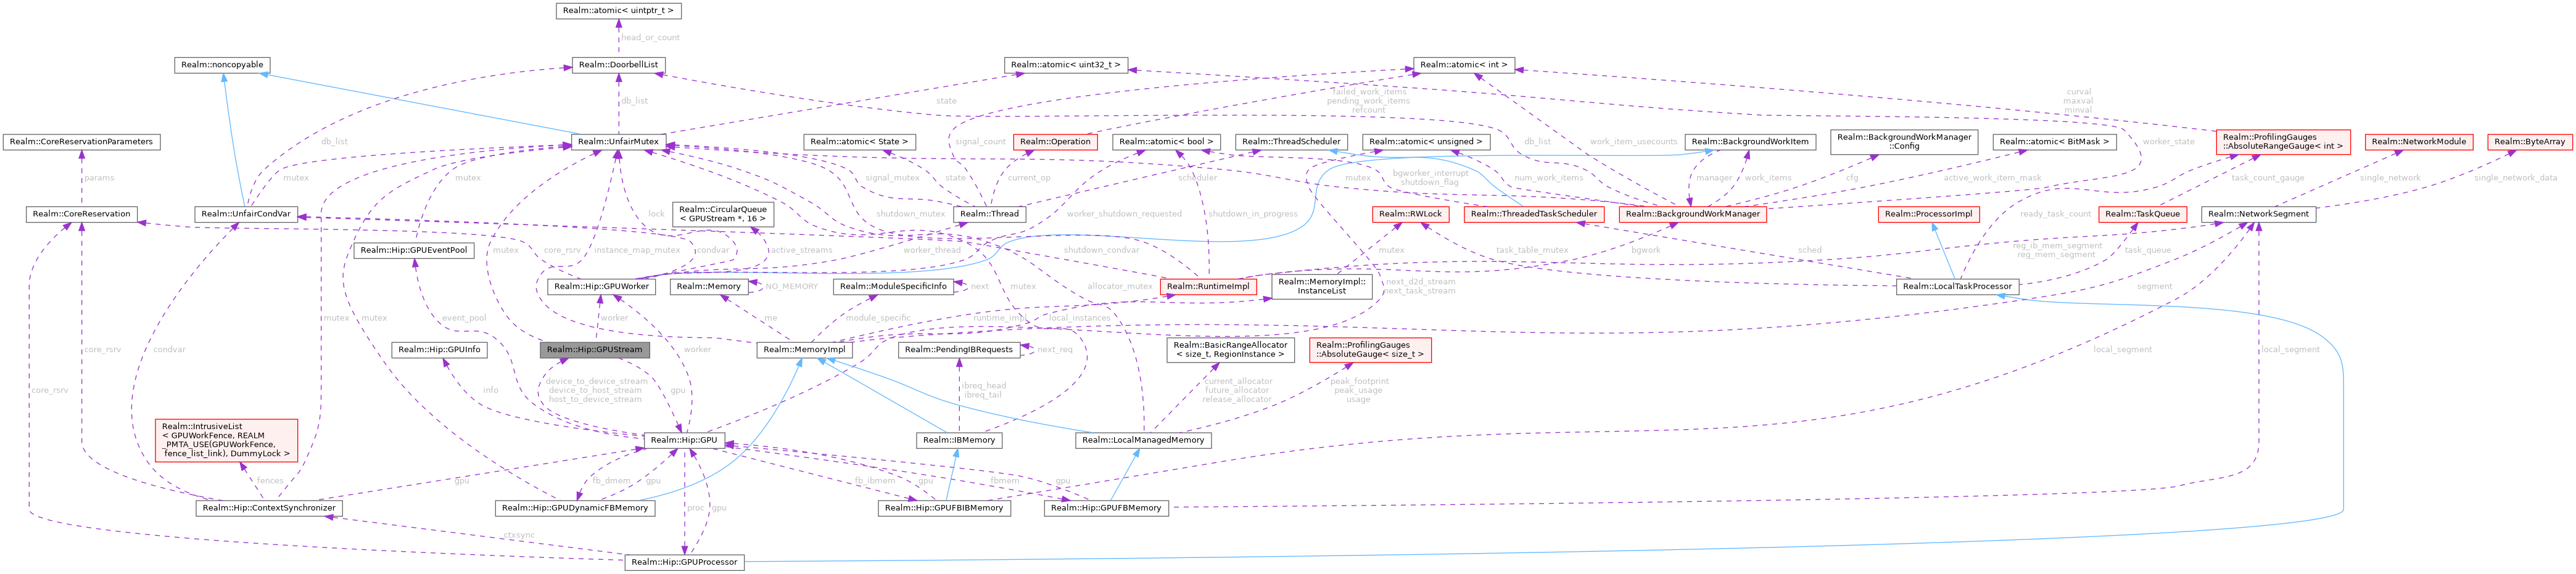 Realm::atomic< uintptr_t >
head_or_count
Realm::noncopyable
Realm::DoorbellList
Realm::atomic< uint32_t >
Realm::atomic< int >
db_list
state
failed_work_items
pending_work_items
refcount
curval
maxval
minval
Realm::CoreReservationParameters
db_list
Realm::UnfairMutex
Realm::atomic< State >
signal_count
Realm::Operation
Realm::atomic< bool >
Realm::ThreadScheduler
Realm::atomic< unsigned >
db_list
work_item_usecounts
Realm::BackgroundWorkItem
Realm::BackgroundWorkManager
::Config
Realm::atomic< BitMask >
worker_state
Realm::ProfilingGauges
::AbsoluteRangeGauge< int >
Realm::NetworkModule
Realm::ByteArray
params
mutex
mutex
signal_mutex
state
current_op
scheduler
mutex
bgworker_interrupt
shutdown_flag
num_work_items
manager
work_items
cfg
active_work_item_mask
task_count_gauge
single_network
single_network_data
Realm::CoreReservation
Realm::UnfairCondVar
mutex
lock
Realm::CircularQueue
< GPUStream *, 16 >
shutdown_mutex
Realm::Thread
worker_shutdown_requested
shutdown_in_progress
Realm::RWLock
Realm::ThreadedTaskScheduler
Realm::BackgroundWorkManager
Realm::ProcessorImpl
ready_task_count
Realm::TaskQueue
Realm::NetworkSegment
Realm::Hip::GPUEventPool
core_rsrv
instance_map_mutex
condvar
active_streams
worker_thread
shutdown_condvar
mutex
task_table_mutex
bgwork
sched
reg_ib_mem_segment
reg_mem_segment
task_queue
Realm::Hip::GPUWorker
Realm::Memory
NO_MEMORY
Realm::ModuleSpecificInfo
next
mutex
allocator_mutex
Realm::RuntimeImpl
Realm::MemoryImpl::
InstanceList
next_d2d_stream
next_task_stream
Realm::LocalTaskProcessor
segment
mutex
mutex
event_pool
worker
me
module_specific
runtime_impl
local_instances
core_rsrv
condvar
Realm::Hip::GPUInfo
Realm::Hip::GPUStream
worker
Realm::MemoryImpl
Realm::PendingIBRequests
next_req
Realm::BasicRangeAllocator
< size_t, RegionInstance >
Realm::ProfilingGauges
::AbsoluteGauge< size_t >
local_segment
local_segment
core_rsrv
info
device_to_device_stream
device_to_host_stream
host_to_device_stream
gpu
ibreq_head
ibreq_tail
current_allocator
future_allocator
release_allocator
peak_footprint
peak_usage
usage
Realm::IntrusiveList
< GPUWorkFence, REALM
_PMTA_USE(GPUWorkFence,
fence_list_link), DummyLock >
Realm::Hip::GPU
Realm::IBMemory
Realm::LocalManagedMemory
fences
gpu
fb_dmem
gpu
fb_ibmem
gpu
fbmem
gpu
Realm::Hip::ContextSynchronizer
Realm::Hip::GPUDynamicFBMemory
proc
gpu
Realm::Hip::GPUFBIBMemory
Realm::Hip::GPUFBMemory
ctxsync
Realm::Hip::GPUProcessor